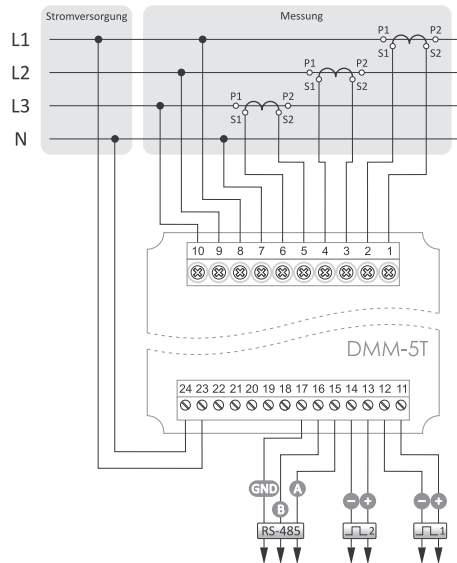 Stromversorgung
Messung
L1
P1 P2
S1 S2
L2
P1 P2
S1 S2
L3
P1 P2
S1 S2
N
10 9 8 7 6 5 4 3 2 1
DMM-5T
24 23 22 21 20 19 18 17 16 15 14 13 12 11
GND B A - + - +
RS-485 2 1